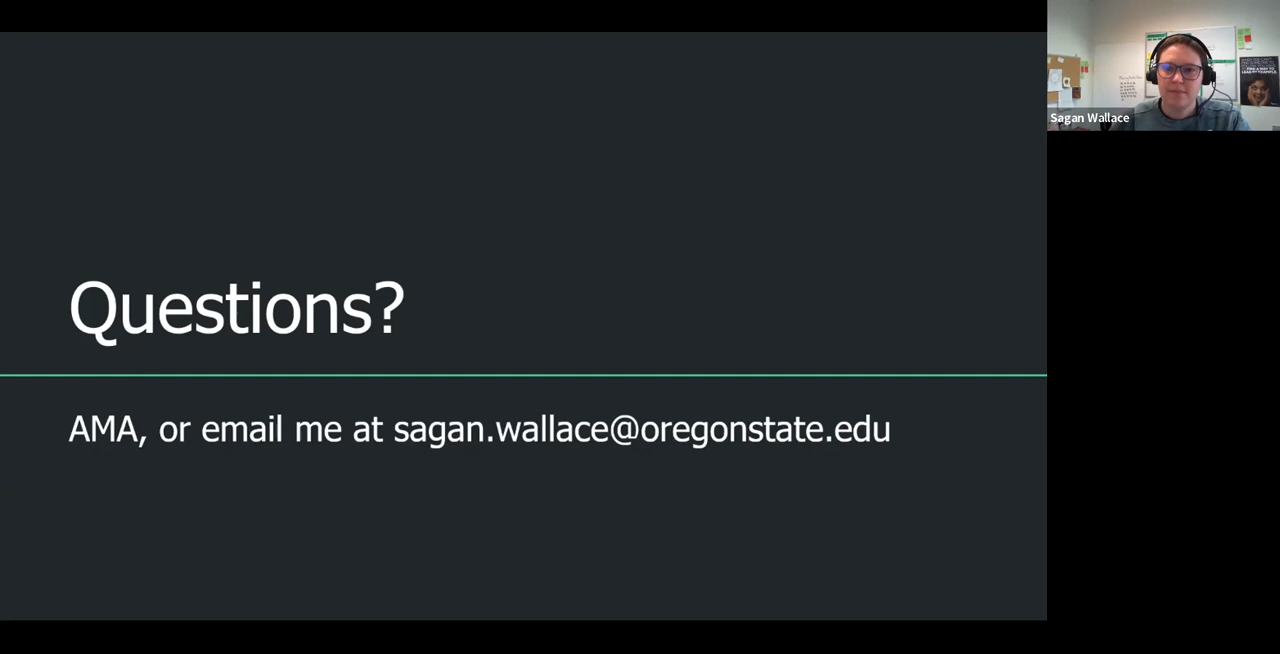 Questions?
AMA, or email me at sagan.wallace@oregonstate.edu
Sagan Wallace